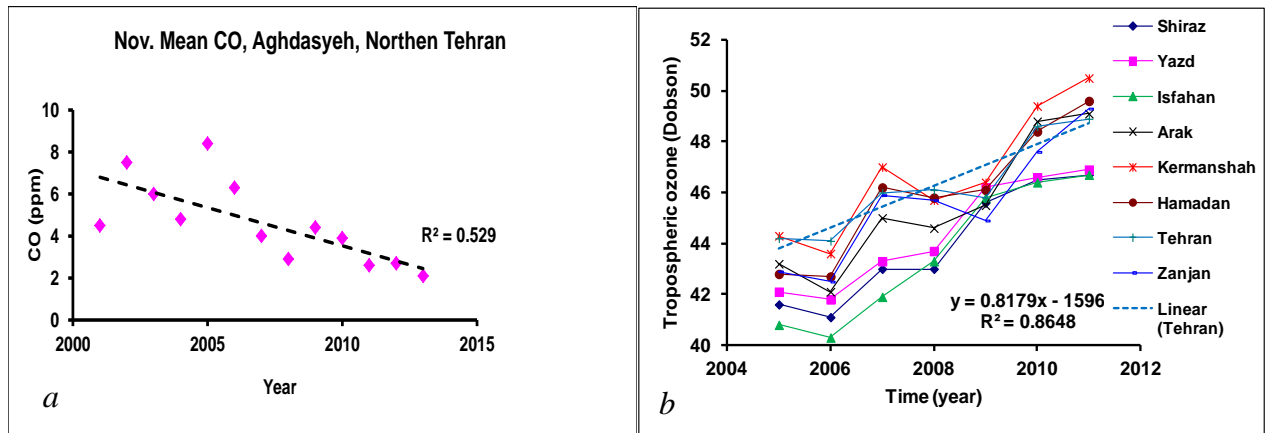 Nov. Mean CO, Aghdasyeh, Northen Tehran
CO (ppm)
10
8
6
4
2
0
R² = 0.529
2000
2005
2010
2015
Year
a
Tropospheric ozone (Dobson)
52
50
48
46
44
42
40
y = 0.8179x - 1596
R² = 0.8648
2004
2006
2008
2010
2012
Time (year)
b
Shiraz
Yazd
Isfahan
Arak
Kermanshah
Hamadan
Tehran
Zanjan
Linear
(Tehran)